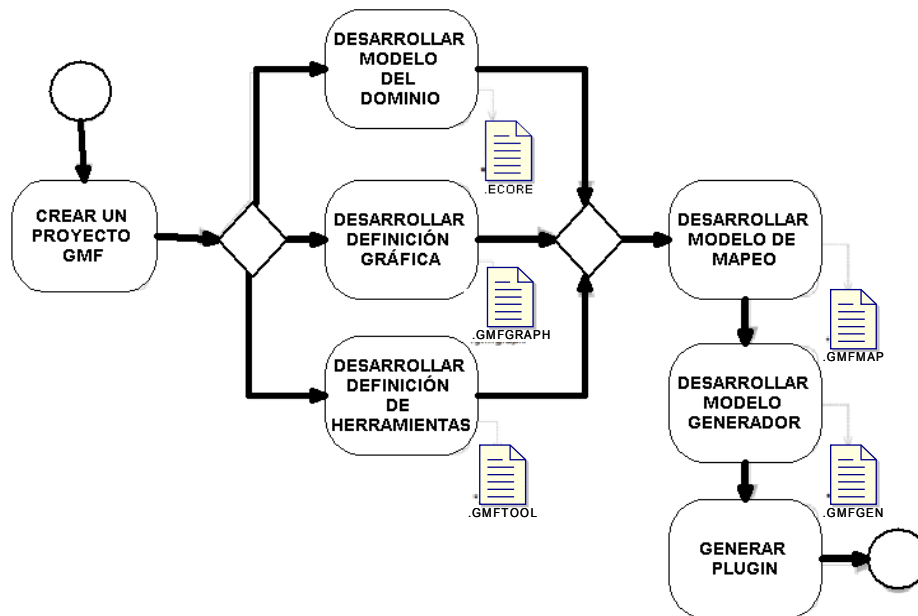 DESARROLLAR
MODELO
DEL
DOMINIO
.ECORE
CREAR UN
PROYECTO
GMF
DESARROLLAR
DEFINICIÓN
GRÁFICA
.GMFGRAPH
DESARROLLAR
DEFINICIÓN
DE
HERRAMIENTAS
.GMFTOOL
DESARROLLAR
MODELO DE
MAPEO
.GMFMAP
DESARROLLAR
MODELO
GENERADOR
.GMFGEN
GENERAR
PLUGIN